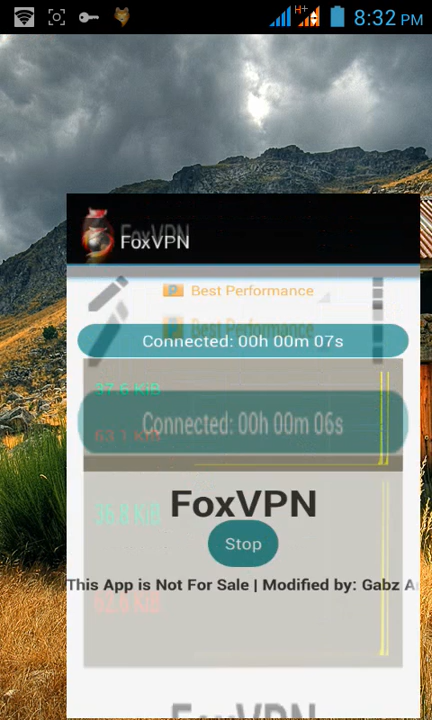 H+ 8:32 PM
FoxVPN
FoxVPN
Best Performance
Best Performance
Connected: 00h 00m 07s
37.6 KiB
Connected: 00h 00m 06s
63.1 KiB
FoxVPN
36.8 KiB
Stop
This App is Not For Sale | Modified by: Gabz A
62.8 KiB
FoxVPN